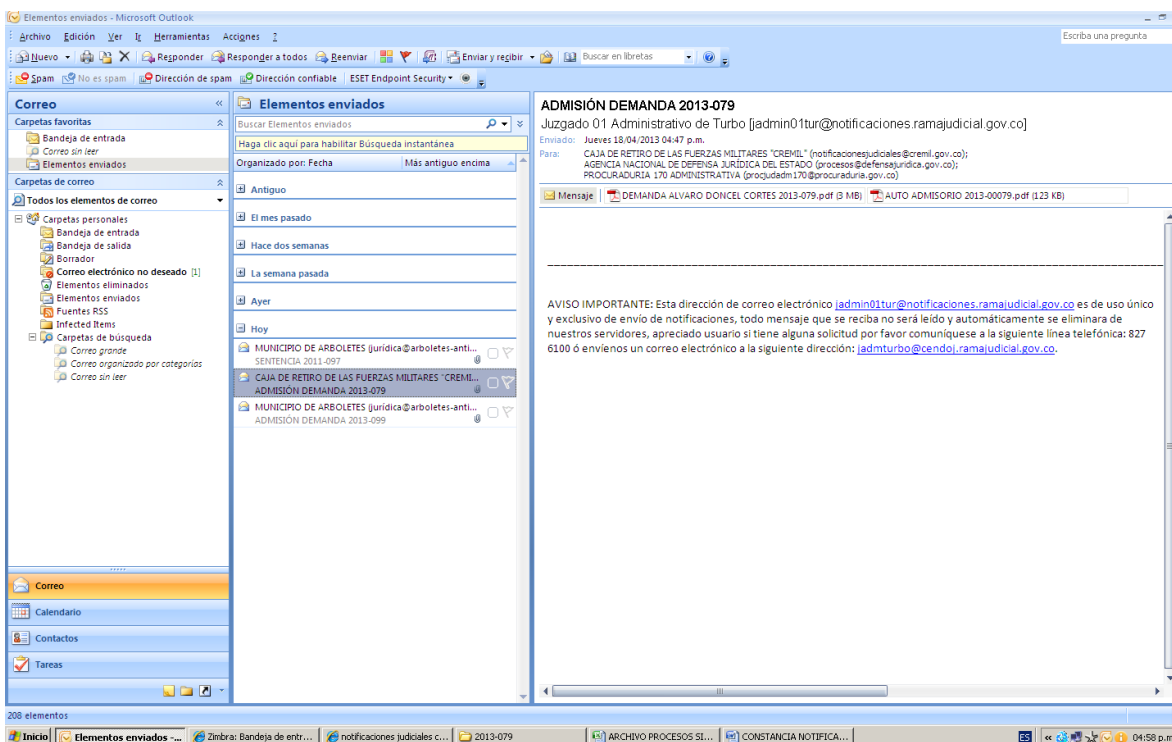 Elementos enviados - Microsoft Outlook
Archivo Edición Ver Ir Herramientas Acciones ?
Escriba una pregunta
Nuevo Responder Responder a todos Reenviar Enviar y recibir Buscar en libretas
Spam No es spam Dirección de spam Dirección confiable ESET Endpoint Security
Correo «
Carpetas favoritas
Bandeja de entrada
Correo sin leer
Elementos enviados
Carpetas de correo
Todos los elementos de correo
Carpetas personales
Bandeja de entrada
Bandeja de salida
Borrador
Correo electrónico no deseado [1]
Elementos eliminados
Elementos enviados
Fuentes RSS
Infected Items
Carpetas de búsqueda
Correo grande
Correo organizado por categorías
Correo sin leer
Correo
Calendario
Contactos
Tareas
Elementos enviados
Buscar Elementos enviados
Haga clic aquí para habilitar Búsqueda instantánea
Organizado por: Fecha Más antiguo encima
Antiguo
El mes pasado
Hace dos semanas
La semana pasada
Ayer
Hoy
MUNICIPIO DE ARBOLETES (jurídica@arboletes-anti...
SENTENCIA 2011-097
CAJA DE RETIRO DE LAS FUERZAS MILITARES "CREMI...
ADMISIÓN DEMANDA 2013-079
MUNICIPIO DE ARBOLETES (jurídica@arboletes-anti...
ADMISIÓN DEMANDA 2013-099
ADMISIÓN DEMANDA 2013-079
Juzgado 01 Administrativo de Turbo [jadmin01tur@notificaciones.ramajudicial.gov.co]
Enviado: Jueves 18/04/2013 04:47 p.m.
Para: CAJA DE RETIRO DE LAS FUERZAS MILITARES "CREMIL" (notificacionesjudiciales@cremil.gov.co);
AGENCIA NACIONAL DE DEFENSA JURÍDICA DEL ESTADO (procesos@defensajuridica.gov.co);
PROCURADURIA 170 ADMINISTRATIVA (procjudadm170@procuraduria.gov.co)
Mensaje DEMANDA ALVARO DONCEL CORTES 2013-079.pdf (3 MB) AUTO ADMISORIO 2013-00079.pdf (123 KB)
AVISO IMPORTANTE: Esta dirección de correo electrónico jadmin01tur@notificaciones.ramajudicial.gov.co es de uso único
y exclusivo de envío de notificaciones, todo mensaje que se reciba no será leído y automáticamente se eliminara de
nuestros servidores, apreciado usuario si tiene alguna solicitud por favor comuníquese a la siguiente línea telefónica: 827
6100 ó envíenos un correo electrónico a la siguiente dirección: jadmturbo@cendoj.ramajudicial.gov.co.
208 elementos
Inicio Elementos enviados -... Zimbra: Bandeja de entr... notificaciones judiciales c... 2013-079 ARCHIVO PROCESOS SI... CONSTANCIA NOTIFICA... ES « 04:58 p.m.